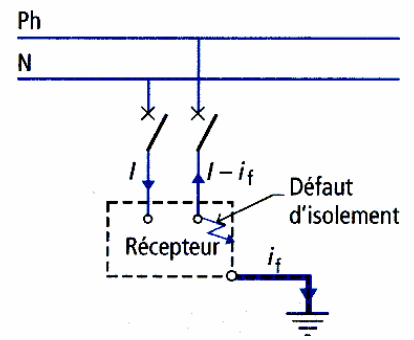 Ph
N
I
I – if
Défaut
d'isolement
Récepteur
if